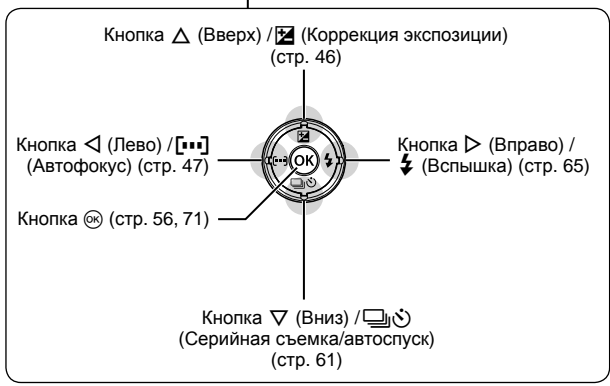 Кнопка △ (Вверх) / (Коррекция экспозиции)
(стр. 46)
Кнопка ◁ (Лево) / [▪▪▪]
(Автофокус) (стр. 47)
Кнопка ▷ (Вправо) /
⚡ (Вспышка) (стр. 65)
OK
Кнопка OK (стр. 56, 71)
Кнопка ▽ (Вниз) /
(Серийная съемка/автоспуск)
(стр. 61)